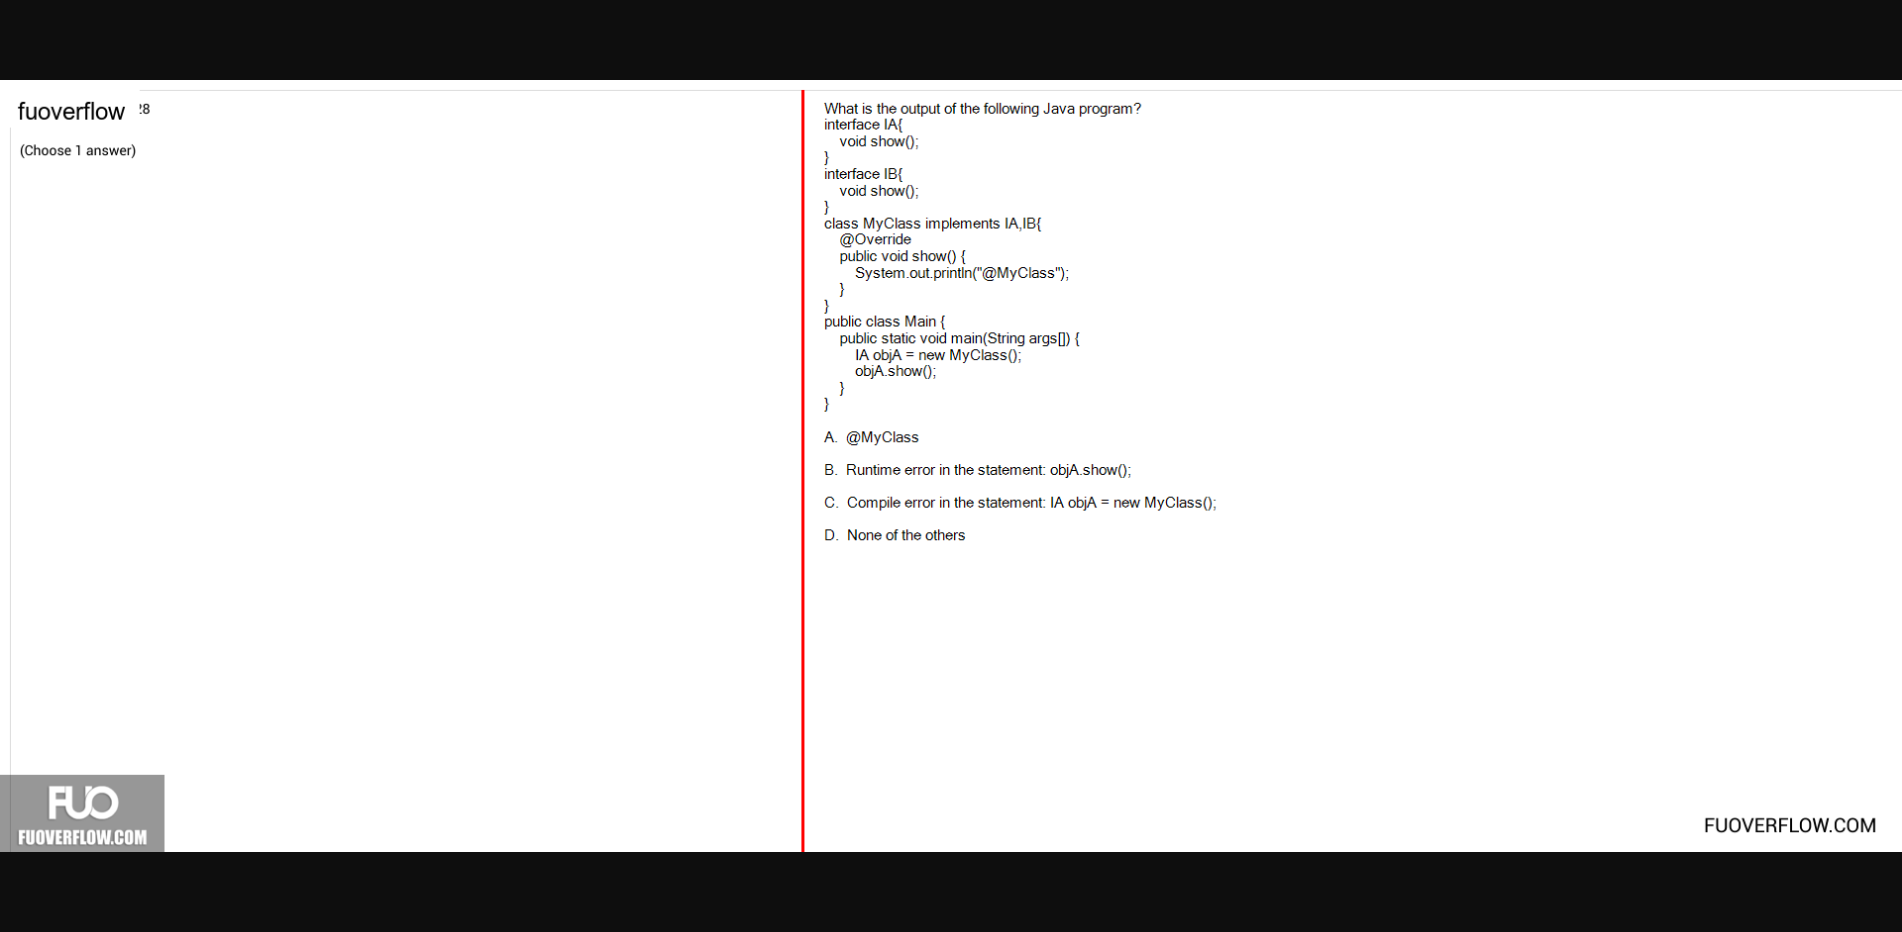 fuoverflow
28
(Choose 1 answer)
What is the output of the following Java program?
interface IA{
void show();
}
interface IB{
void show();
}
class MyClass implements IA,IB{
@Override
public void show() {
System.out.println("@MyClass");
}
}
public class Main {
public static void main(String args[]) {
IA objA = new MyClass();
objA.show();
}
}
A. @MyClass
B. Runtime error in the statement: objA.show();
C. Compile error in the statement: IA objA = new MyClass();
D. None of the others
FUO
FUOVERFLOW.COM
FUOVERFLOW.COM